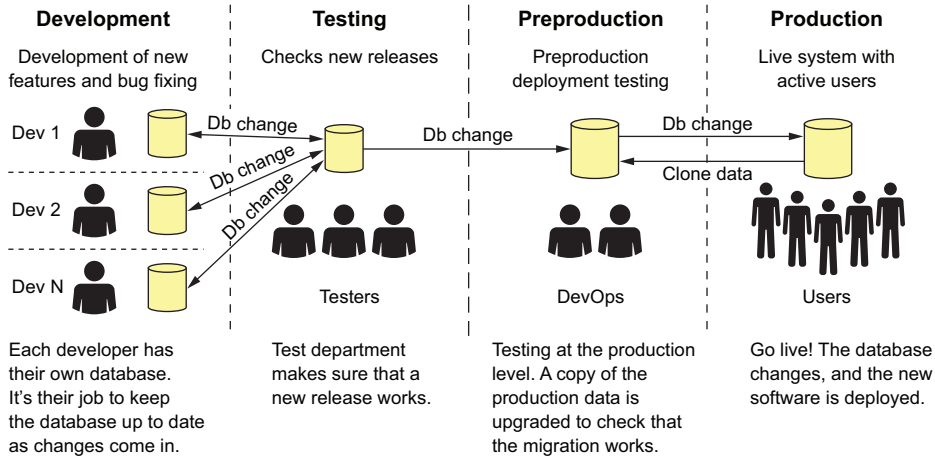 Development
Testing
Preproduction
Production
Development of new
features and bug fixing
Checks new releases
Preproduction
deployment testing
Live system with
active users
Dev 1
Dev 2
Dev N
Db change
Db change
Db change
Db change
Db change
Clone data
Testers
DevOps
Users
Each developer has
their own database.
It's their job to keep
the database up to date
as changes come in.
Test department
makes sure that a
new release works.
Testing at the production
level. A copy of the
production data is
upgraded to check that
the migration works.
Go live! The database
changes, and the new
software is deployed.